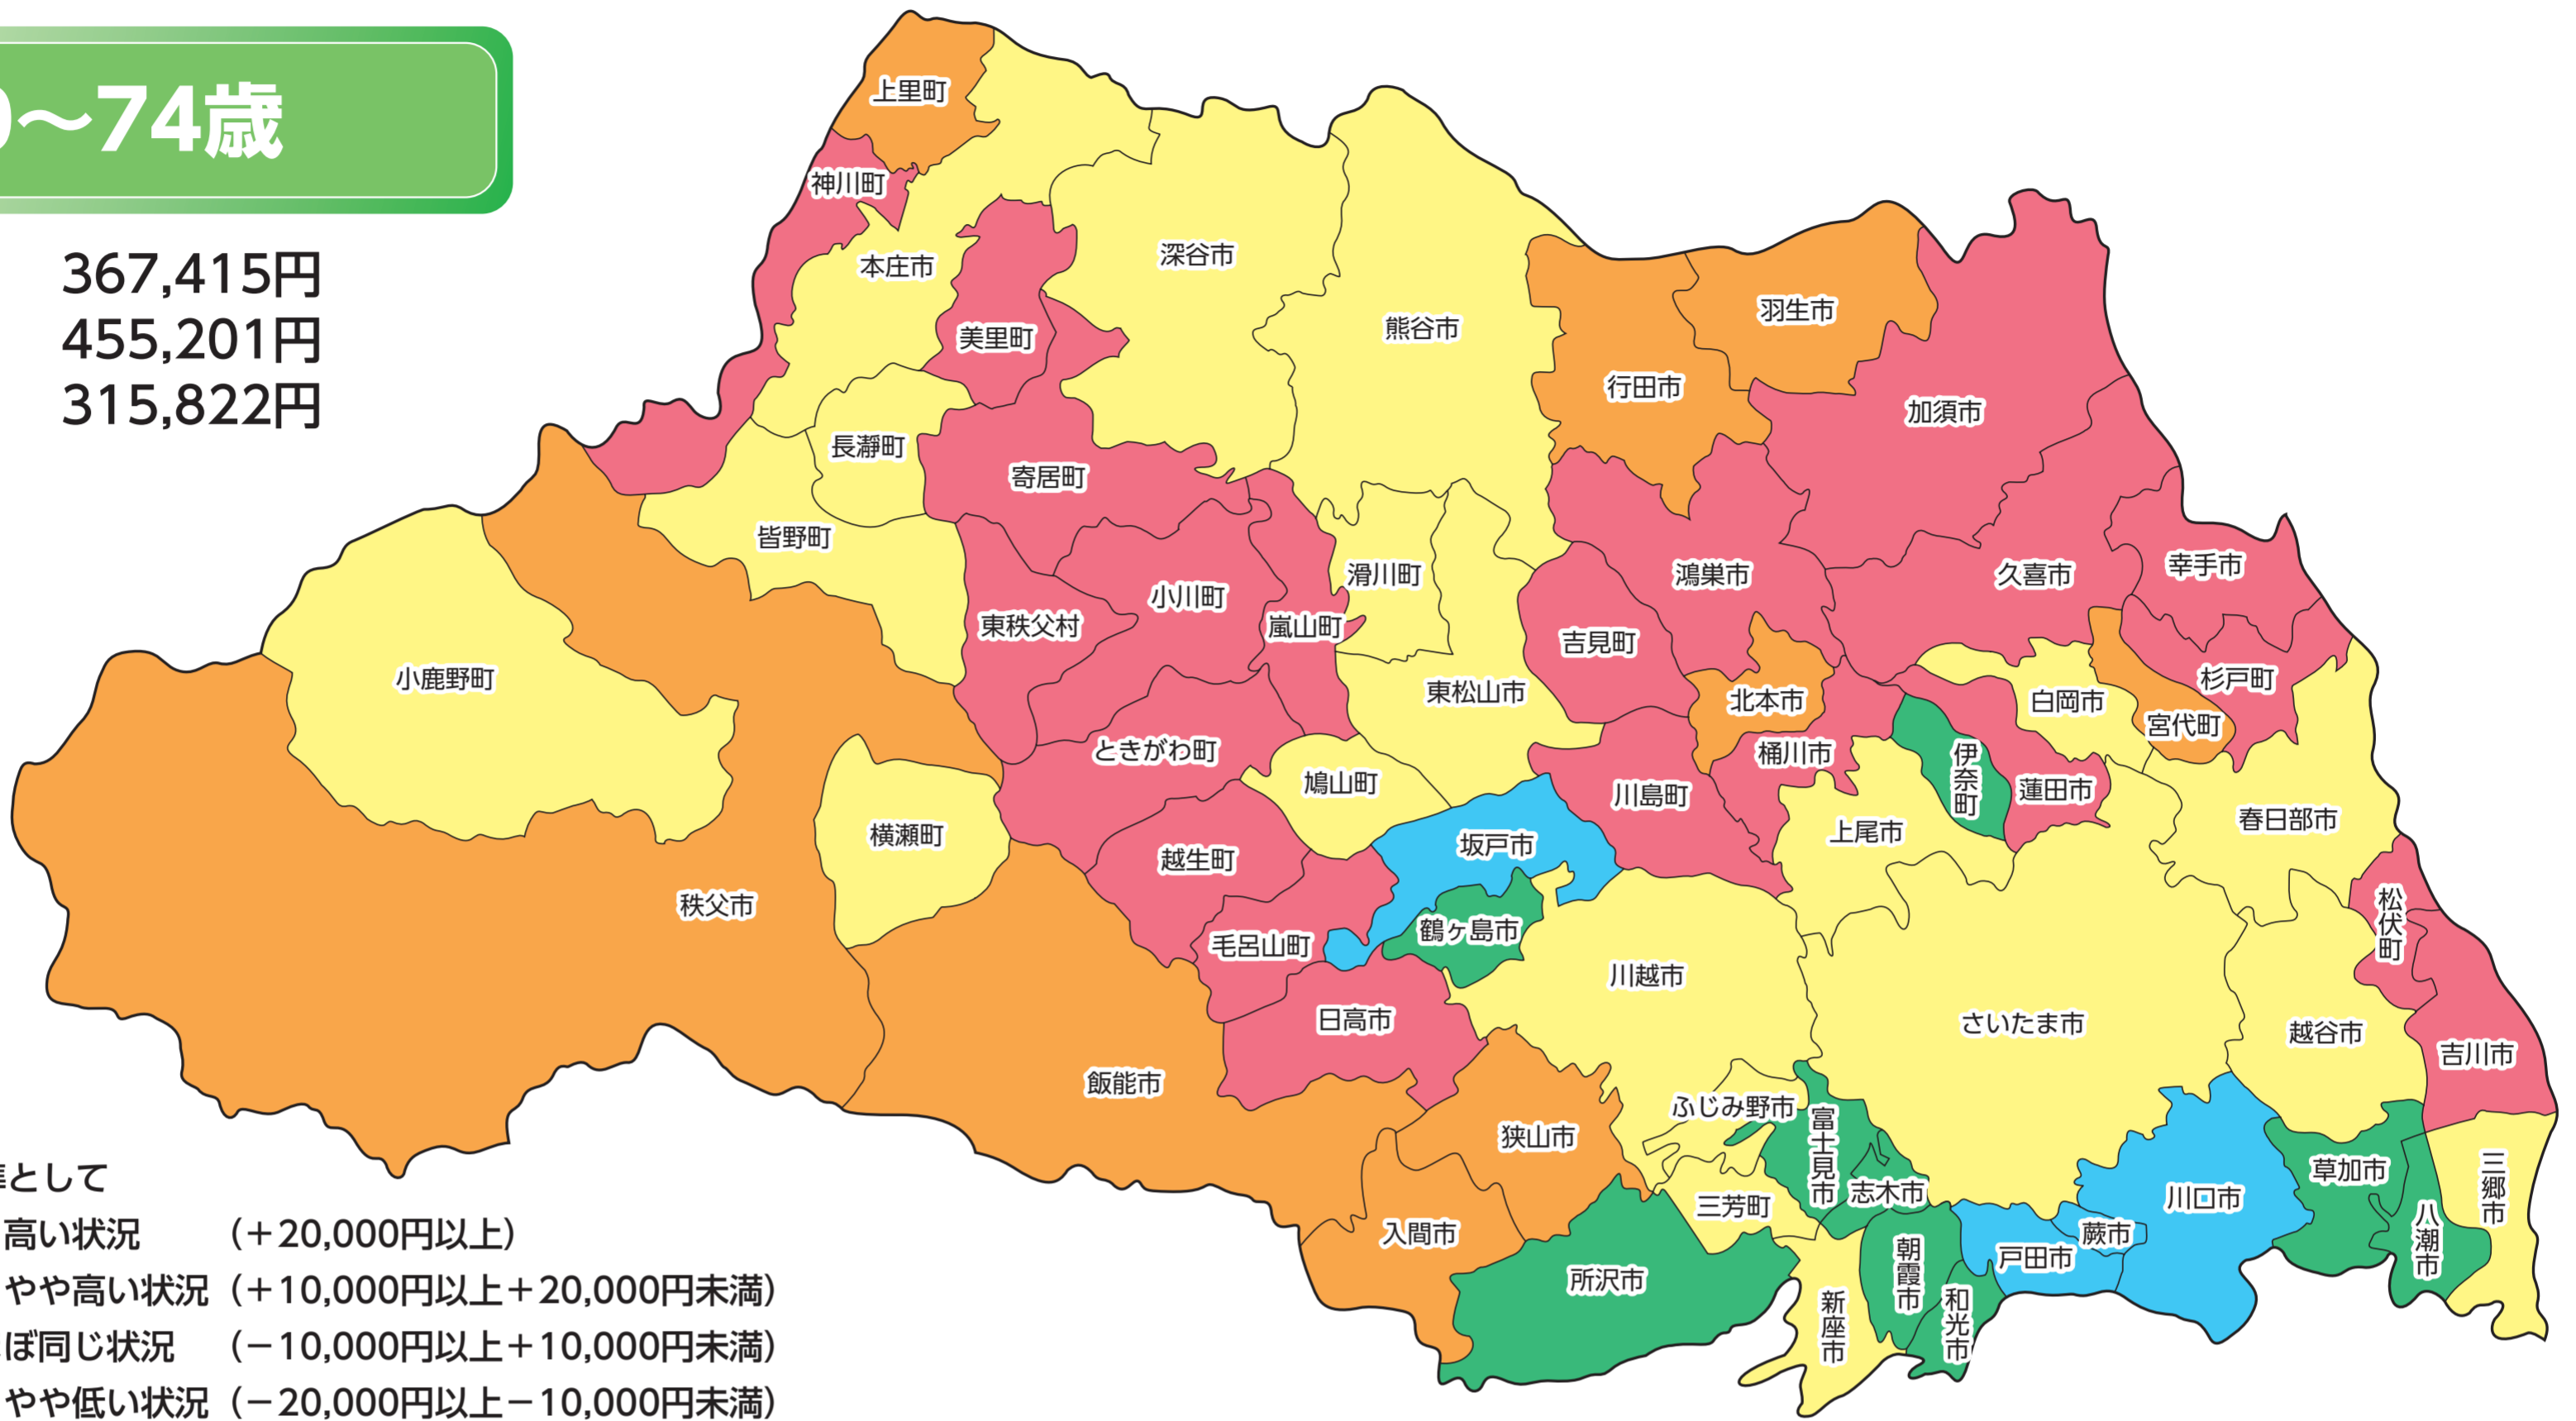 ～74歳
367,415円
455,201円
315,822円
上里町
神川町
本庄市
深谷市
美里町
熊谷市
羽生市
行田市
加須市
長瀞町
寄居町
皆野町
滑川町
鴻巣市
久喜市
幸手市
小川町
東秩父村
嵐山町
吉見町
小鹿野町
東松山市
北本市
白岡市
杉戸町
宮代町
ときがわ町
鳩山町
桶川市
伊奈町
蓮田市
川島町
横瀬町
坂戸市
上尾市
春日部市
越生町
秩父市
松伏町
鶴ヶ島市
毛呂山町
川越市
日高市
さいたま市
越谷市
吉川市
飯能市
ふじみ野市
狭山市
富士見市
志木市
三芳町
川口市
草加市
三郷市
入間市
蕨市
戸田市
八潮市
所沢市
朝霞市
新座市
和光市
として
高い状況 （＋20,000円以上）
やや高い状況 （＋10,000円以上＋20,000円未満）
ぼ同じ状況 （－10,000円以上＋10,000円未満）
やや低い状況 （－20,000円以上－10,000円未満）